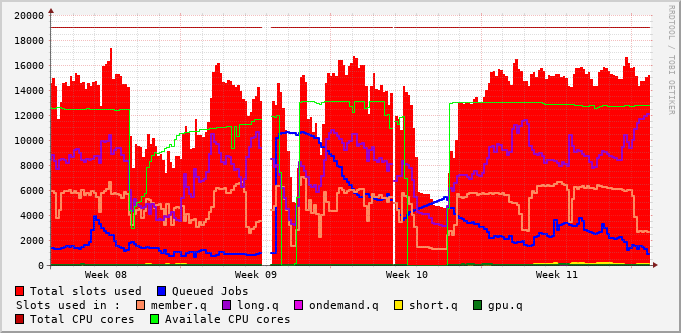 RRDTOOL / TOBI OETIKER
20000
18000
16000
14000
12000
10000
8000
6000
4000
2000
0
Week 08 Week 09 Week 10 Week 11
Total slots used Queued Jobs
Slots used in : member.q long.q ondemand.q short.q gpu.q
Total CPU cores Availale CPU cores